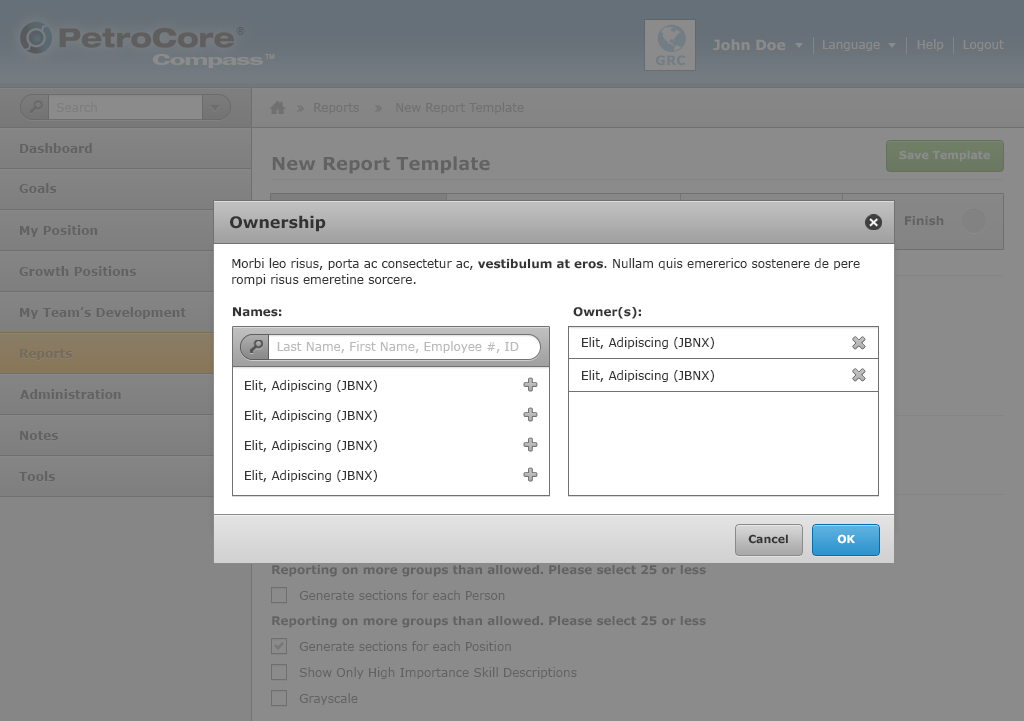 PetroCore®
Compass™
GRC
John Doe
Language
Help
Logout
Search
» Reports » New Report Template
Dashboard
Goals
My Position
Growth Positions
My Team's Development
Reports
Administration
Notes
Tools
New Report Template
Save Template
Finish
Ownership
Morbi leo risus, porta ac consectetur ac, vestibulum at eros. Nullam quis emererico sostenere de pere
rompi risus emeretine sorcere.
Names:
Last Name, First Name, Employee #, ID
Elit, Adipiscing (JBNX)
Elit, Adipiscing (JBNX)
Elit, Adipiscing (JBNX)
Elit, Adipiscing (JBNX)
Owner(s):
Elit, Adipiscing (JBNX)
Elit, Adipiscing (JBNX)
Cancel
OK
Reporting on more groups than allowed. Please select 25 or less
Generate sections for each Person
Reporting on more groups than allowed. Please select 25 or less
Generate sections for each Position
Show Only High Importance Skill Descriptions
Grayscale